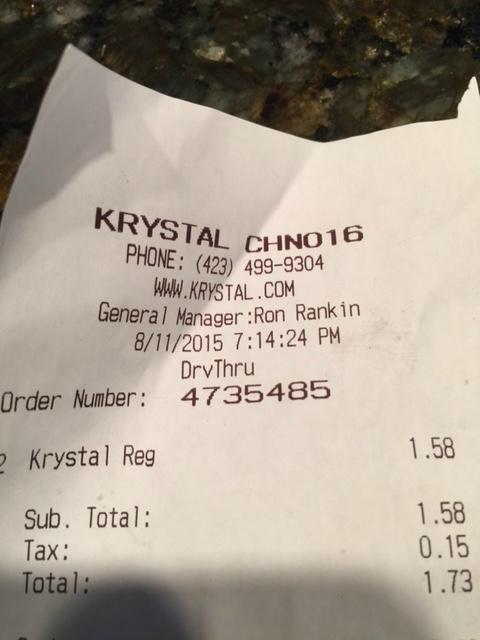 KRYSTAL CHN016
PHONE: (423) 499-9304
WWW.KRYSTAL.COM
General Manager:Ron Rankin
8/11/2015 7:14:24 PM
DrvThru
Order Number: 4735485
2 Krystal Reg 1.58
Sub. Total: 1.58
Tax: 0.15
Total: 1.73